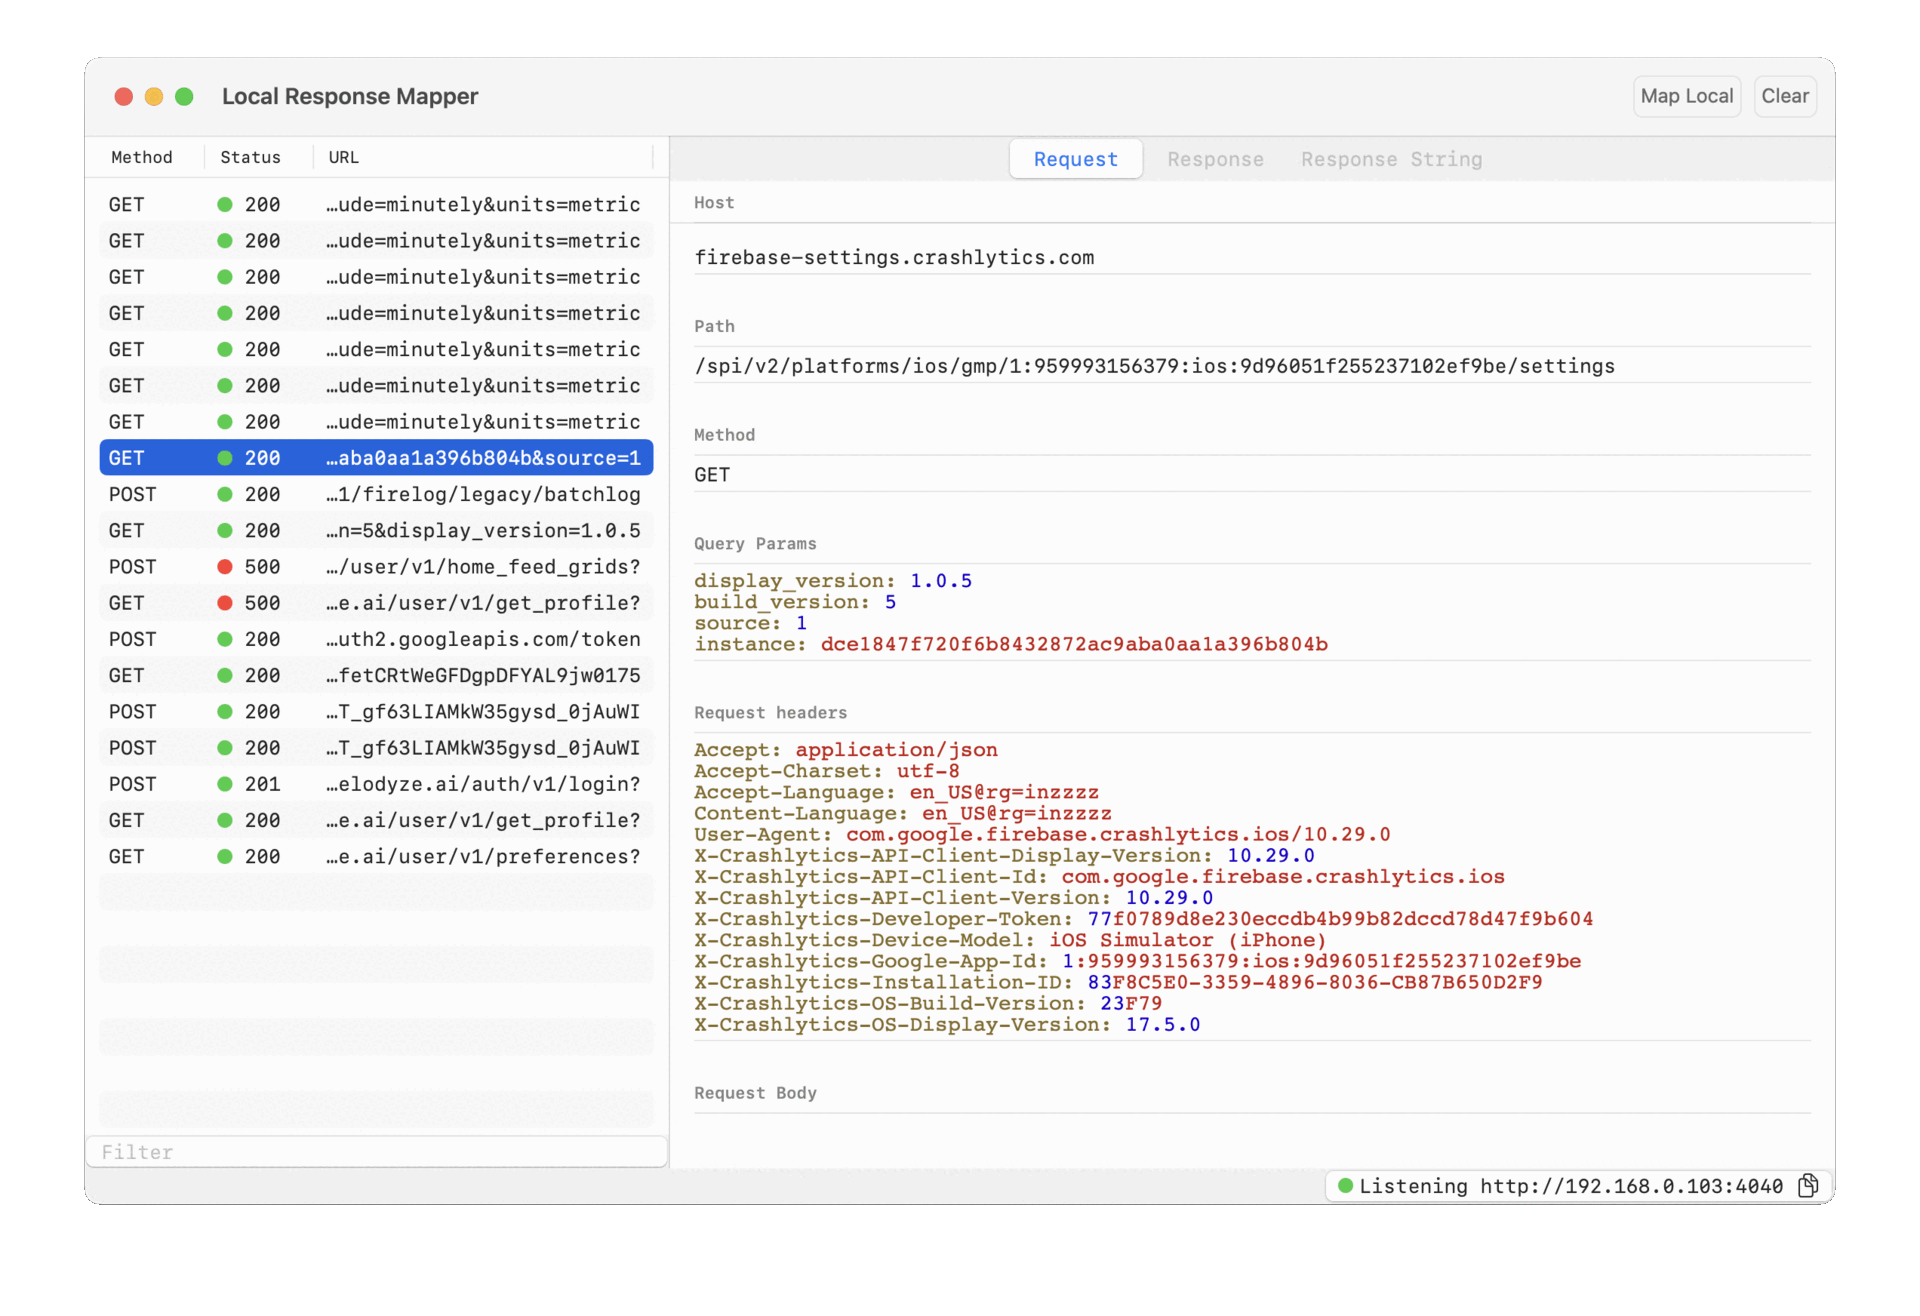 Local Response Mapper
Map Local
Clear
Method Status URL
GET 200 …ude=minutely&units=metric
GET 200 …ude=minutely&units=metric
GET 200 …ude=minutely&units=metric
GET 200 …ude=minutely&units=metric
GET 200 …ude=minutely&units=metric
GET 200 …ude=minutely&units=metric
GET 200 …ude=minutely&units=metric
GET 200 …aba0aa1a396b804b&source=1
POST 200 …1/firelog/legacy/batchlog
GET 200 …n=5&display_version=1.0.5
POST 500 …/user/v1/home_feed_grids?
GET 500 …e.ai/user/v1/get_profile?
POST 200 …uth2.googleapis.com/token
GET 200 …fetCRtWeGFDgpDFYAL9jw0175
POST 200 …T_gf63LIAMkW35gysd_0jAuWI
POST 200 …T_gf63LIAMkW35gysd_0jAuWI
POST 201 …elodyze.ai/auth/v1/login?
GET 200 …e.ai/user/v1/get_profile?
GET 200 …e.ai/user/v1/preferences?
Filter
Request Response Response String
Host
firebase-settings.crashlytics.com
Path
/spi/v2/platforms/ios/gmp/1:959993156379:ios:9d96051f255237102ef9be/settings
Method
GET
Query Params
display_version: 1.0.5
build_version: 5
source: 1
instance: dce1847f720f6b8432872ac9aba0aa1a396b804b
Request headers
Accept: application/json
Accept-Charset: utf-8
Accept-Language: en_US@rg=inzzzz
Content-Language: en_US@rg=inzzzz
User-Agent: com.google.firebase.crashlytics.ios/10.29.0
X-Crashlytics-API-Client-Display-Version: 10.29.0
X-Crashlytics-API-Client-Id: com.google.firebase.crashlytics.ios
X-Crashlytics-API-Client-Version: 10.29.0
X-Crashlytics-Developer-Token: 77f0789d8e230eccdb4b99b82dccd78d47f9b604
X-Crashlytics-Device-Model: iOS Simulator (iPhone)
X-Crashlytics-Google-App-Id: 1:959993156379:ios:9d96051f255237102ef9be
X-Crashlytics-Installation-ID: 83F8C5E0-3359-4896-8036-CB87B650D2F9
X-Crashlytics-OS-Build-Version: 23F79
X-Crashlytics-OS-Display-Version: 17.5.0
Request Body
Listening http://192.168.0.103:4040